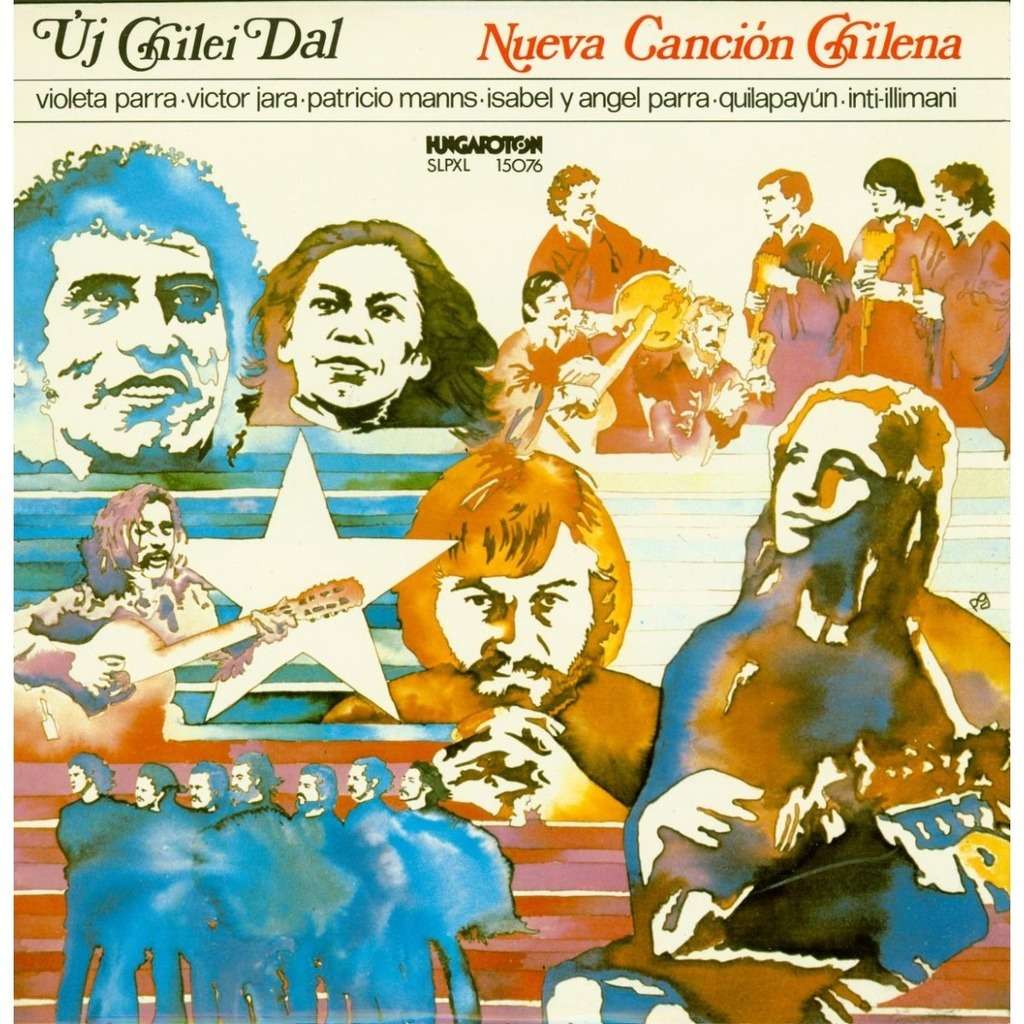 Új Chilei Dal
Nueva Canción Chilena
violeta parra·victor jara·patricio manns·isabel y angel parra·quilapayún·inti-illimani
HUNGAROTON
SLPXL 15076